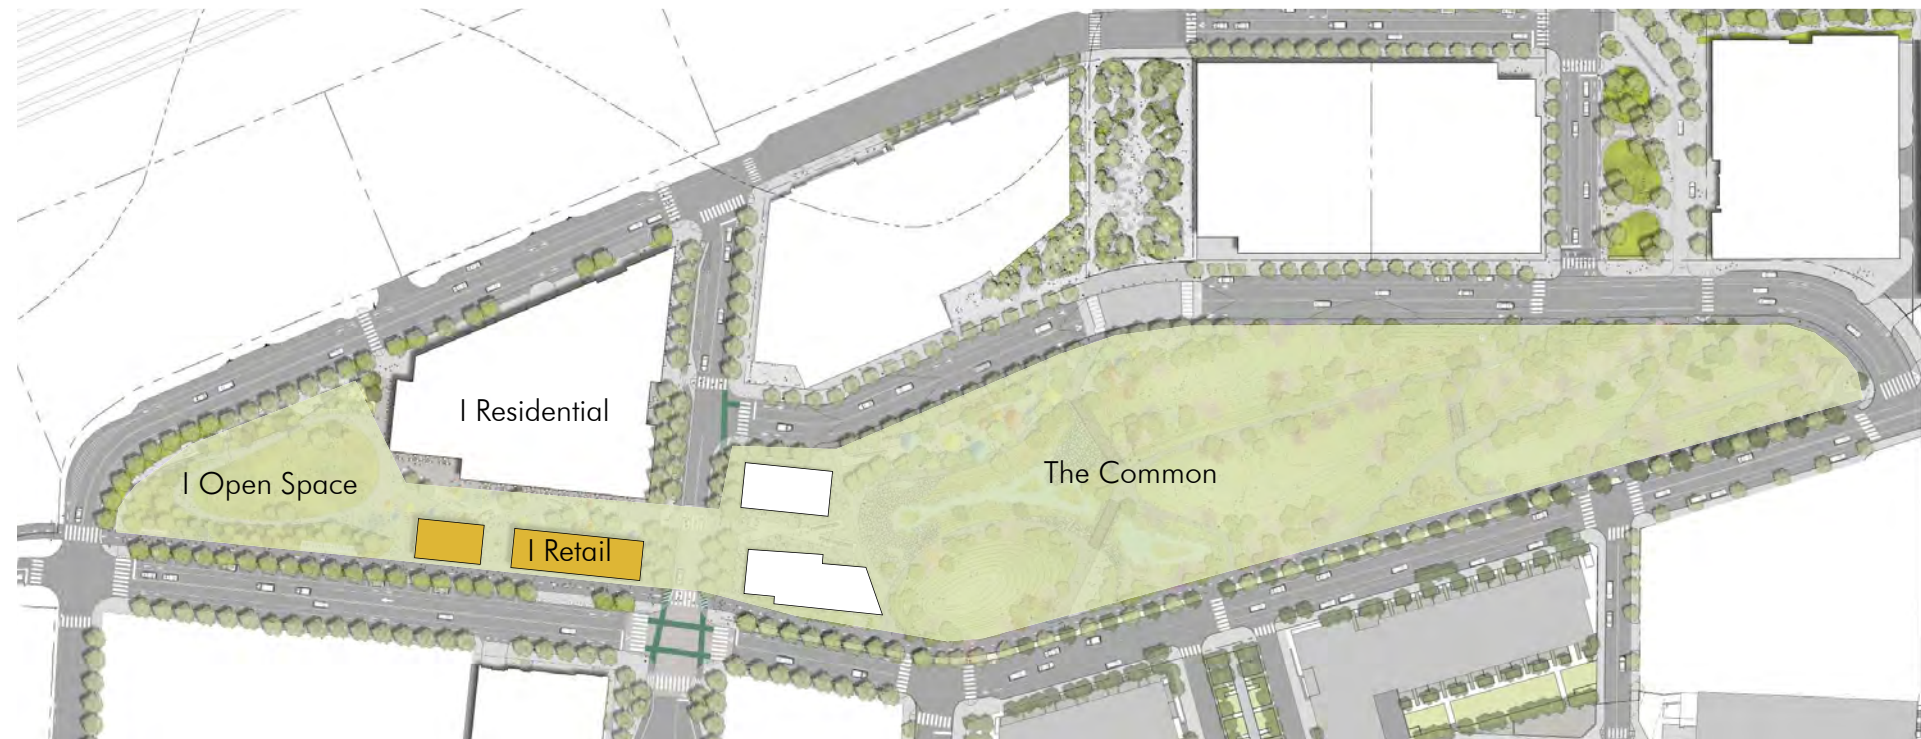 I Residential
I Open Space
The Common
I Retail